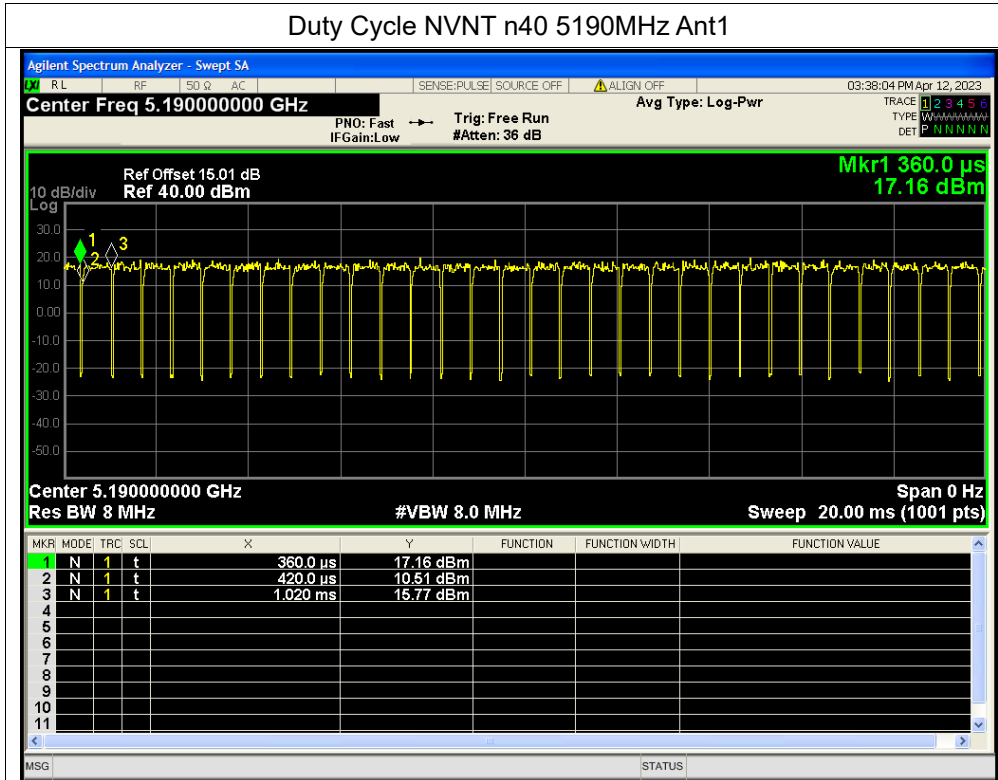 Duty Cycle NVNT n40 5190MHz Ant1
Agilent Spectrum Analyzer - Swept SA
LXI RL RF 50 Ω AC SENSE:PULSE SOURCE OFF ALIGN OFF 03:38:04 PM Apr 12, 2023
Center Freq 5.190000000 GHz Avg Type: Log-Pwr TRACE 1 2 3 4 5 6
PNO: Fast Trig: Free Run TYPE WWWWWW
IFGain:Low #Atten: 36 dB DET P N N N N N
Mkr1 360.0 µs
Ref Offset 15.01 dB
10 dB/div Ref 40.00 dBm 17.16 dBm
Log
30.0
1 3
20.0 2
10.0
0.00
-10.0
-20.0
-30.0
-40.0
-50.0
Center 5.190000000 GHz Span 0 Hz
Res BW 8 MHz #VBW 8.0 MHz Sweep 20.00 ms (1001 pts)
MKR MODE TRC SCL X Y FUNCTION FUNCTION WIDTH FUNCTION VALUE
1 N 1 t 360.0 µs 17.16 dBm
2 N 1 t 420.0 µs 10.51 dBm
3 N 1 t 1.020 ms 15.77 dBm
4
5
6
7
8
9
10
11
MSG STATUS